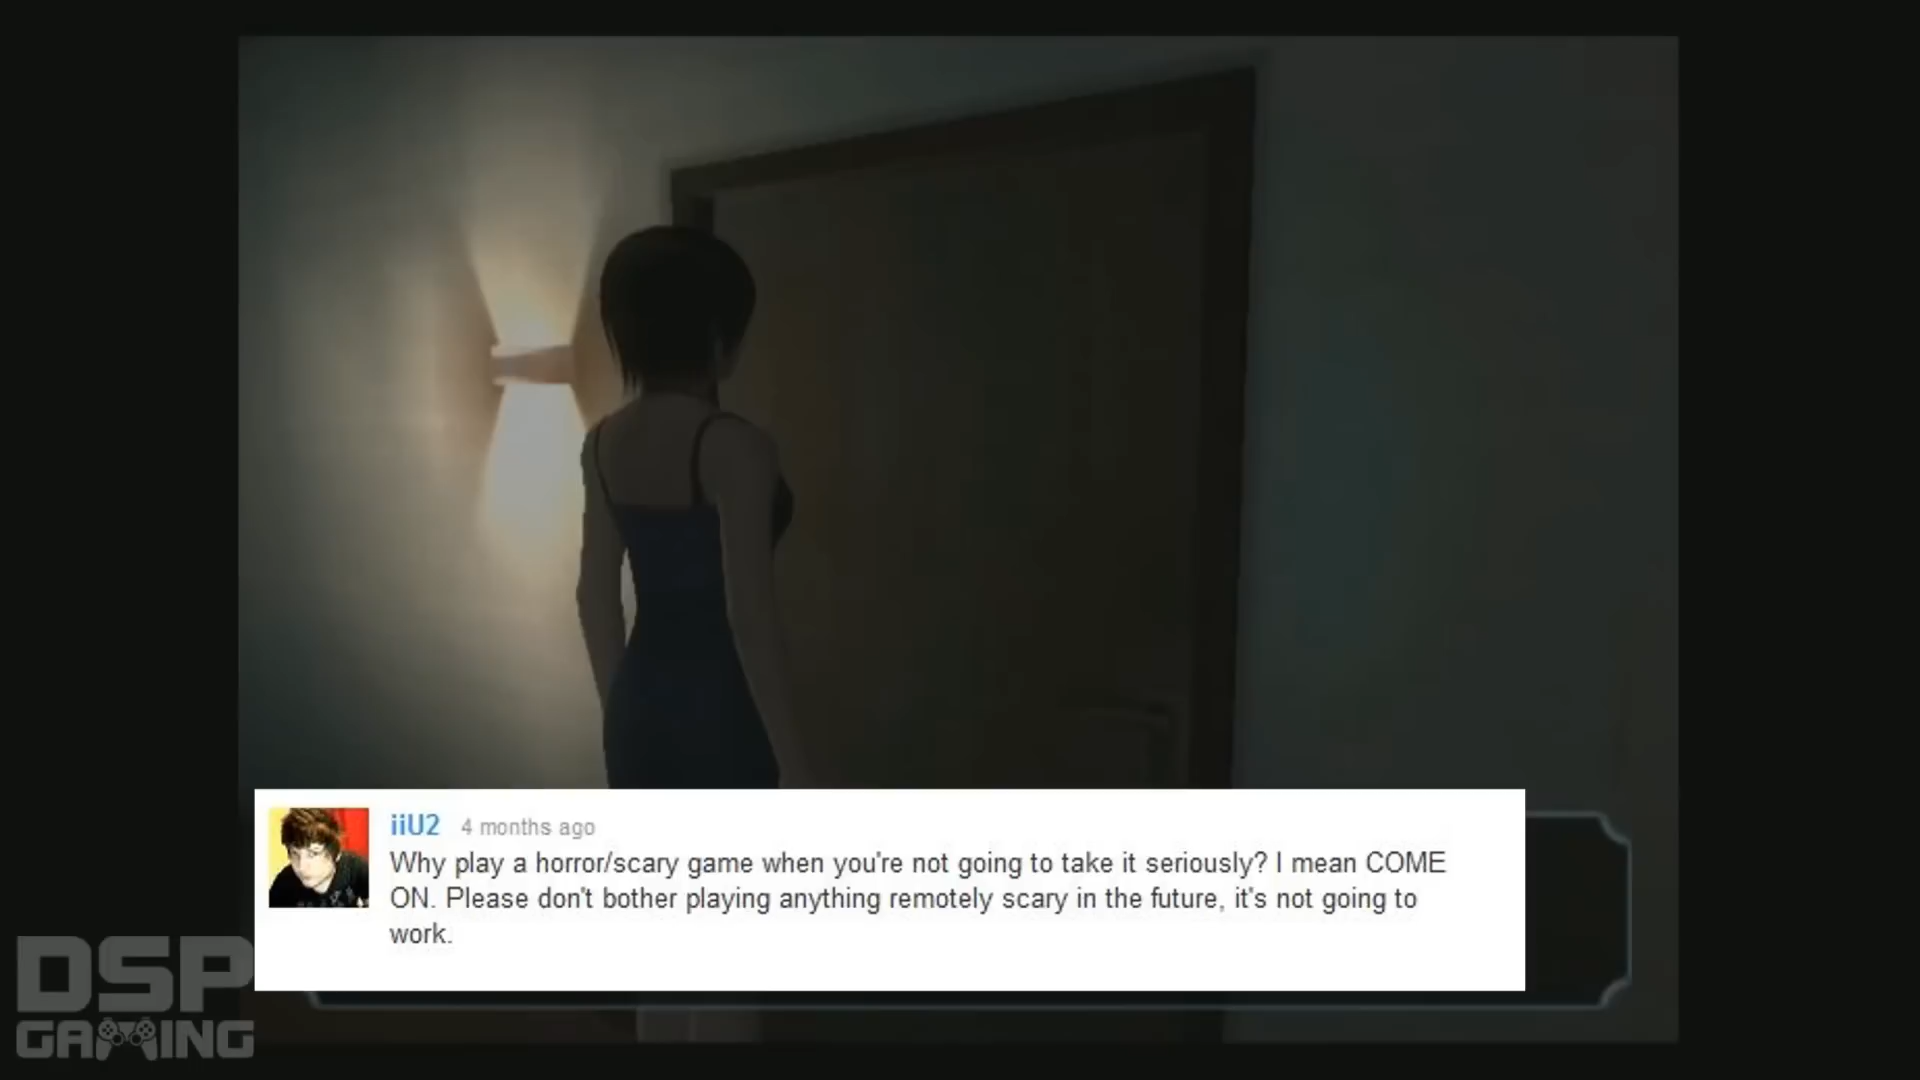 iiU2 4 months ago
Why play a horror/scary game when you're not going to take it seriously? I mean COME
ON. Please don't bother playing anything remotely scary in the future, it's not going to
work.
DSP
GAMING